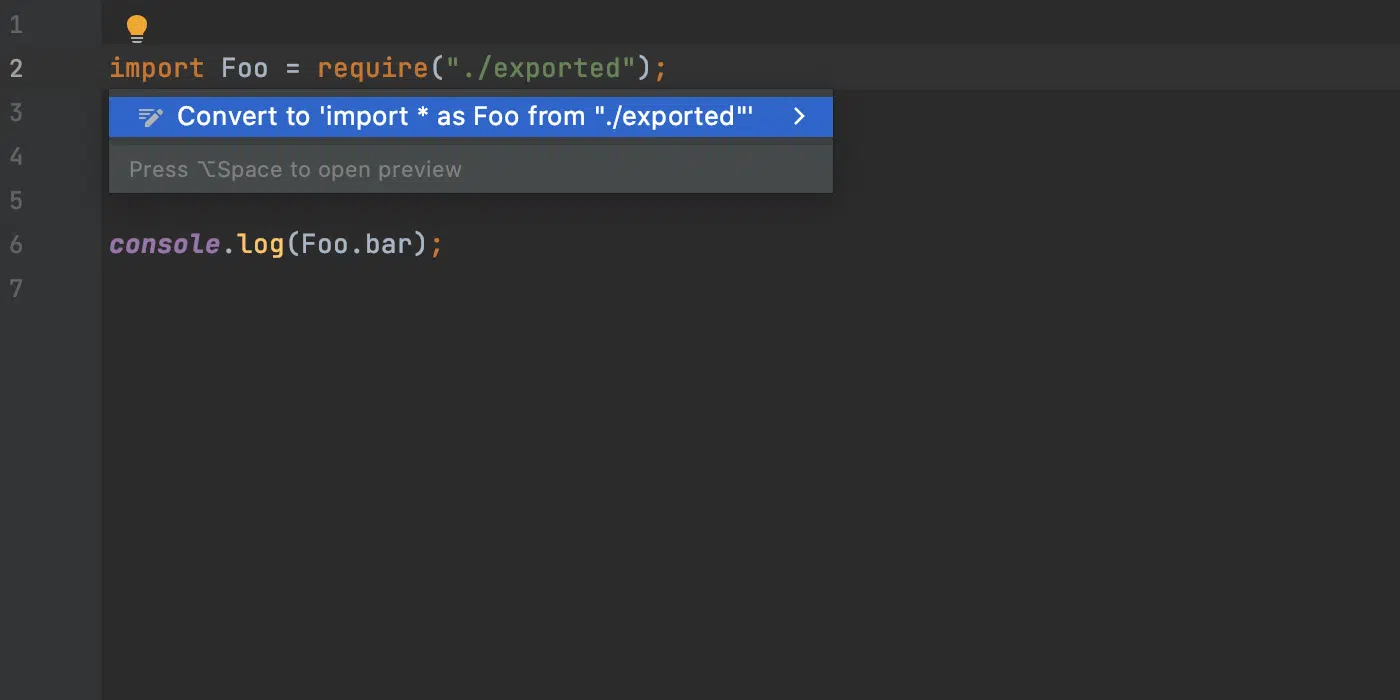 1
2 import Foo = require("./exported");
3 Convert to 'import * as Foo from "./exported"'
4 Press ⌥Space to open preview
5
6 console.log(Foo.bar);
7